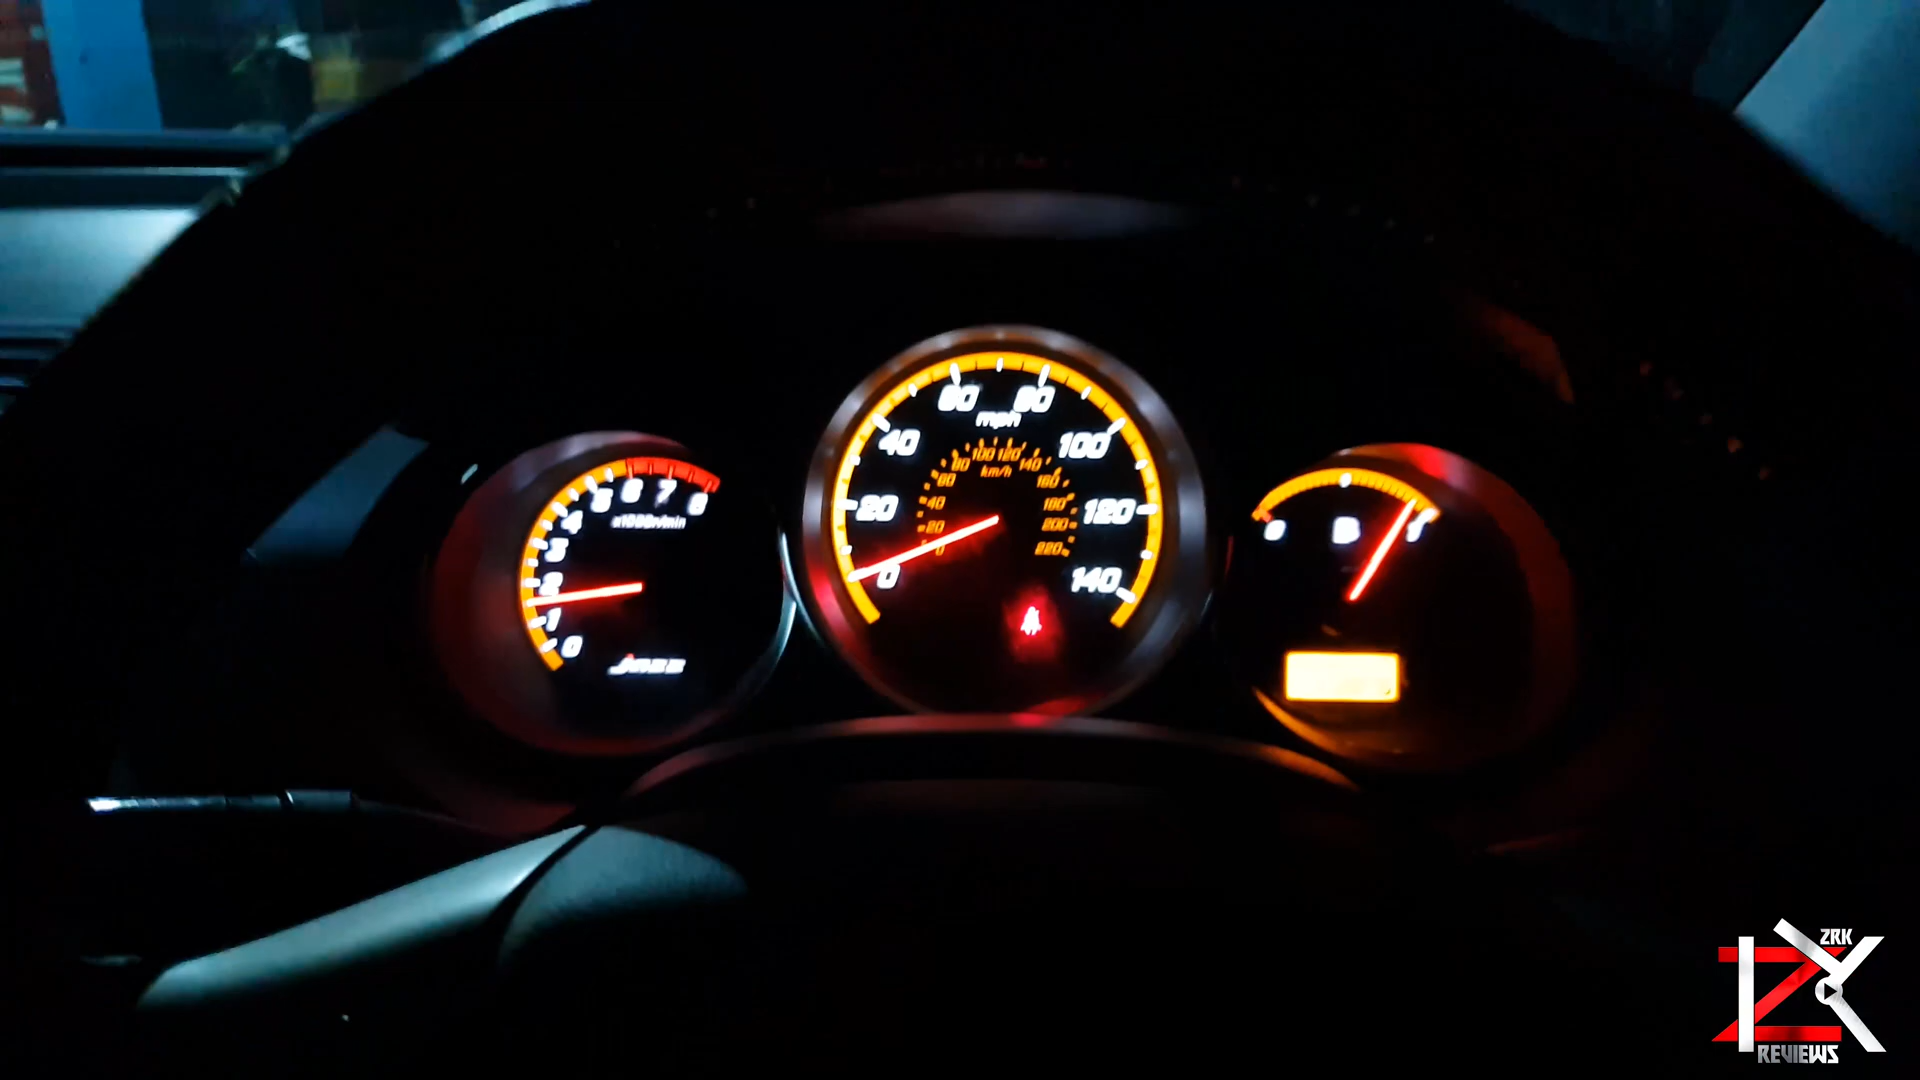 0 1 2 3 4 5 6 7 8
x1000r/min
Jazz
0 20 40 60 80 100 120 140
mph
0 20 40 60 80 100 120 140 160 180 200 220
km/h
ZRK
REVIEWS